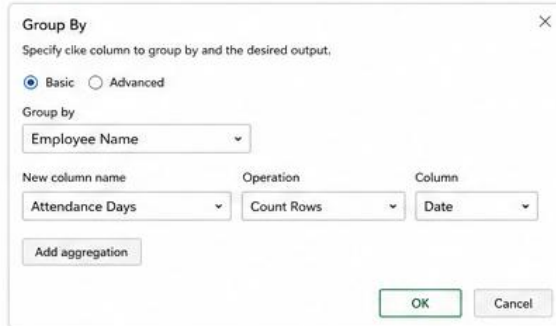 Group By
Specify clke column to group by and the desired output.
Basic Advanced
Group by
Employee Name
New column name Operation Column
Attendance Days Count Rows Date
Add aggregation
OK Cancel